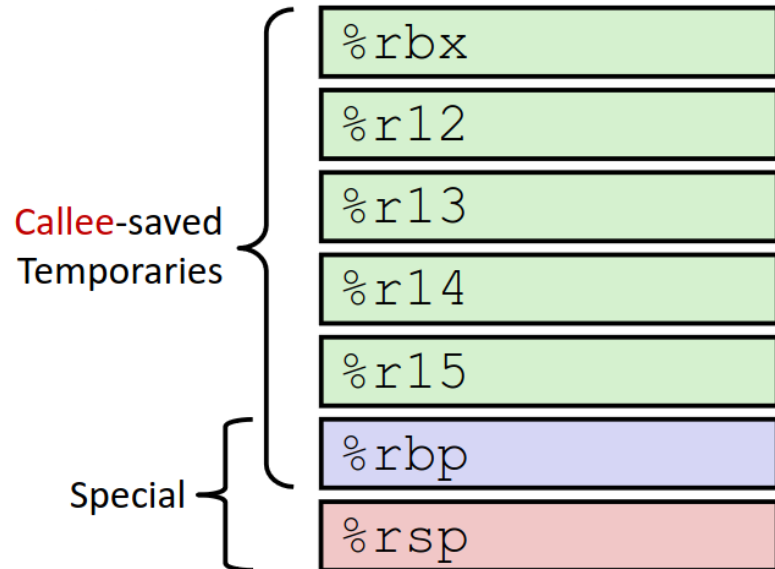 %rbx
%r12
%r13
Callee-saved
Temporaries
%r14
%r15
%rbp
Special
%rsp